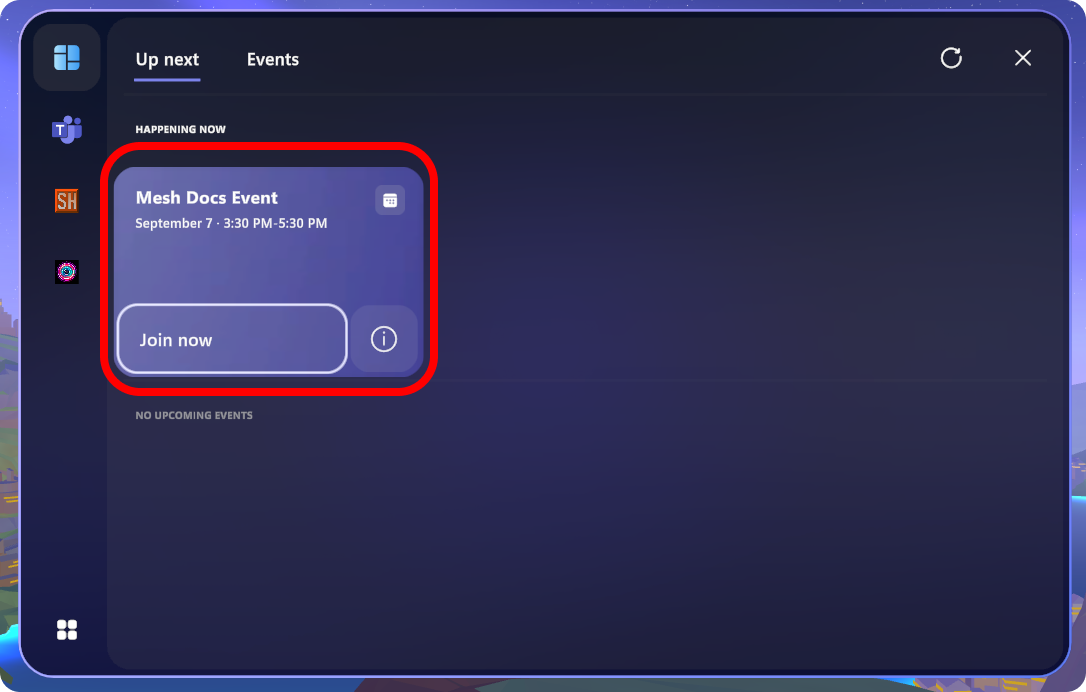 Up next
Events
HAPPENING NOW
T
Mesh Docs Event
SH
September 7 · 3:30 PM-5:30 PM
Join now
NO UPCOMING EVENTS